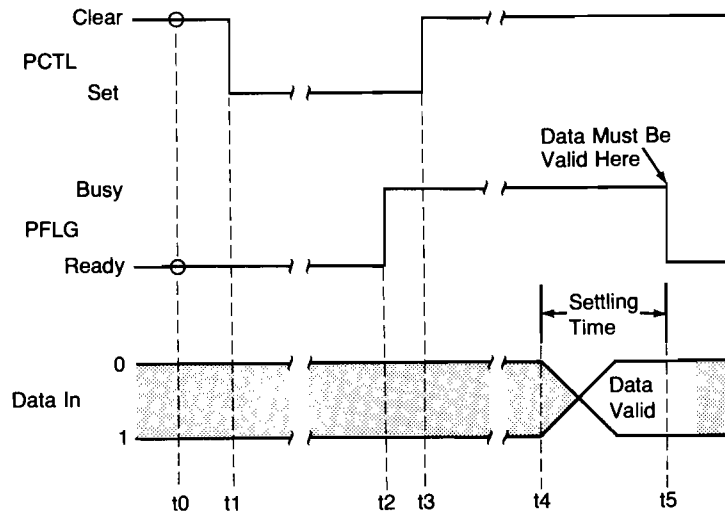 Clear
PCTL
Set
Data Must Be
Valid Here
Busy
PFLG
Ready
Settling
Time
0
Data In
Data
Valid
1
t0 t1 t2 t3 t4 t5